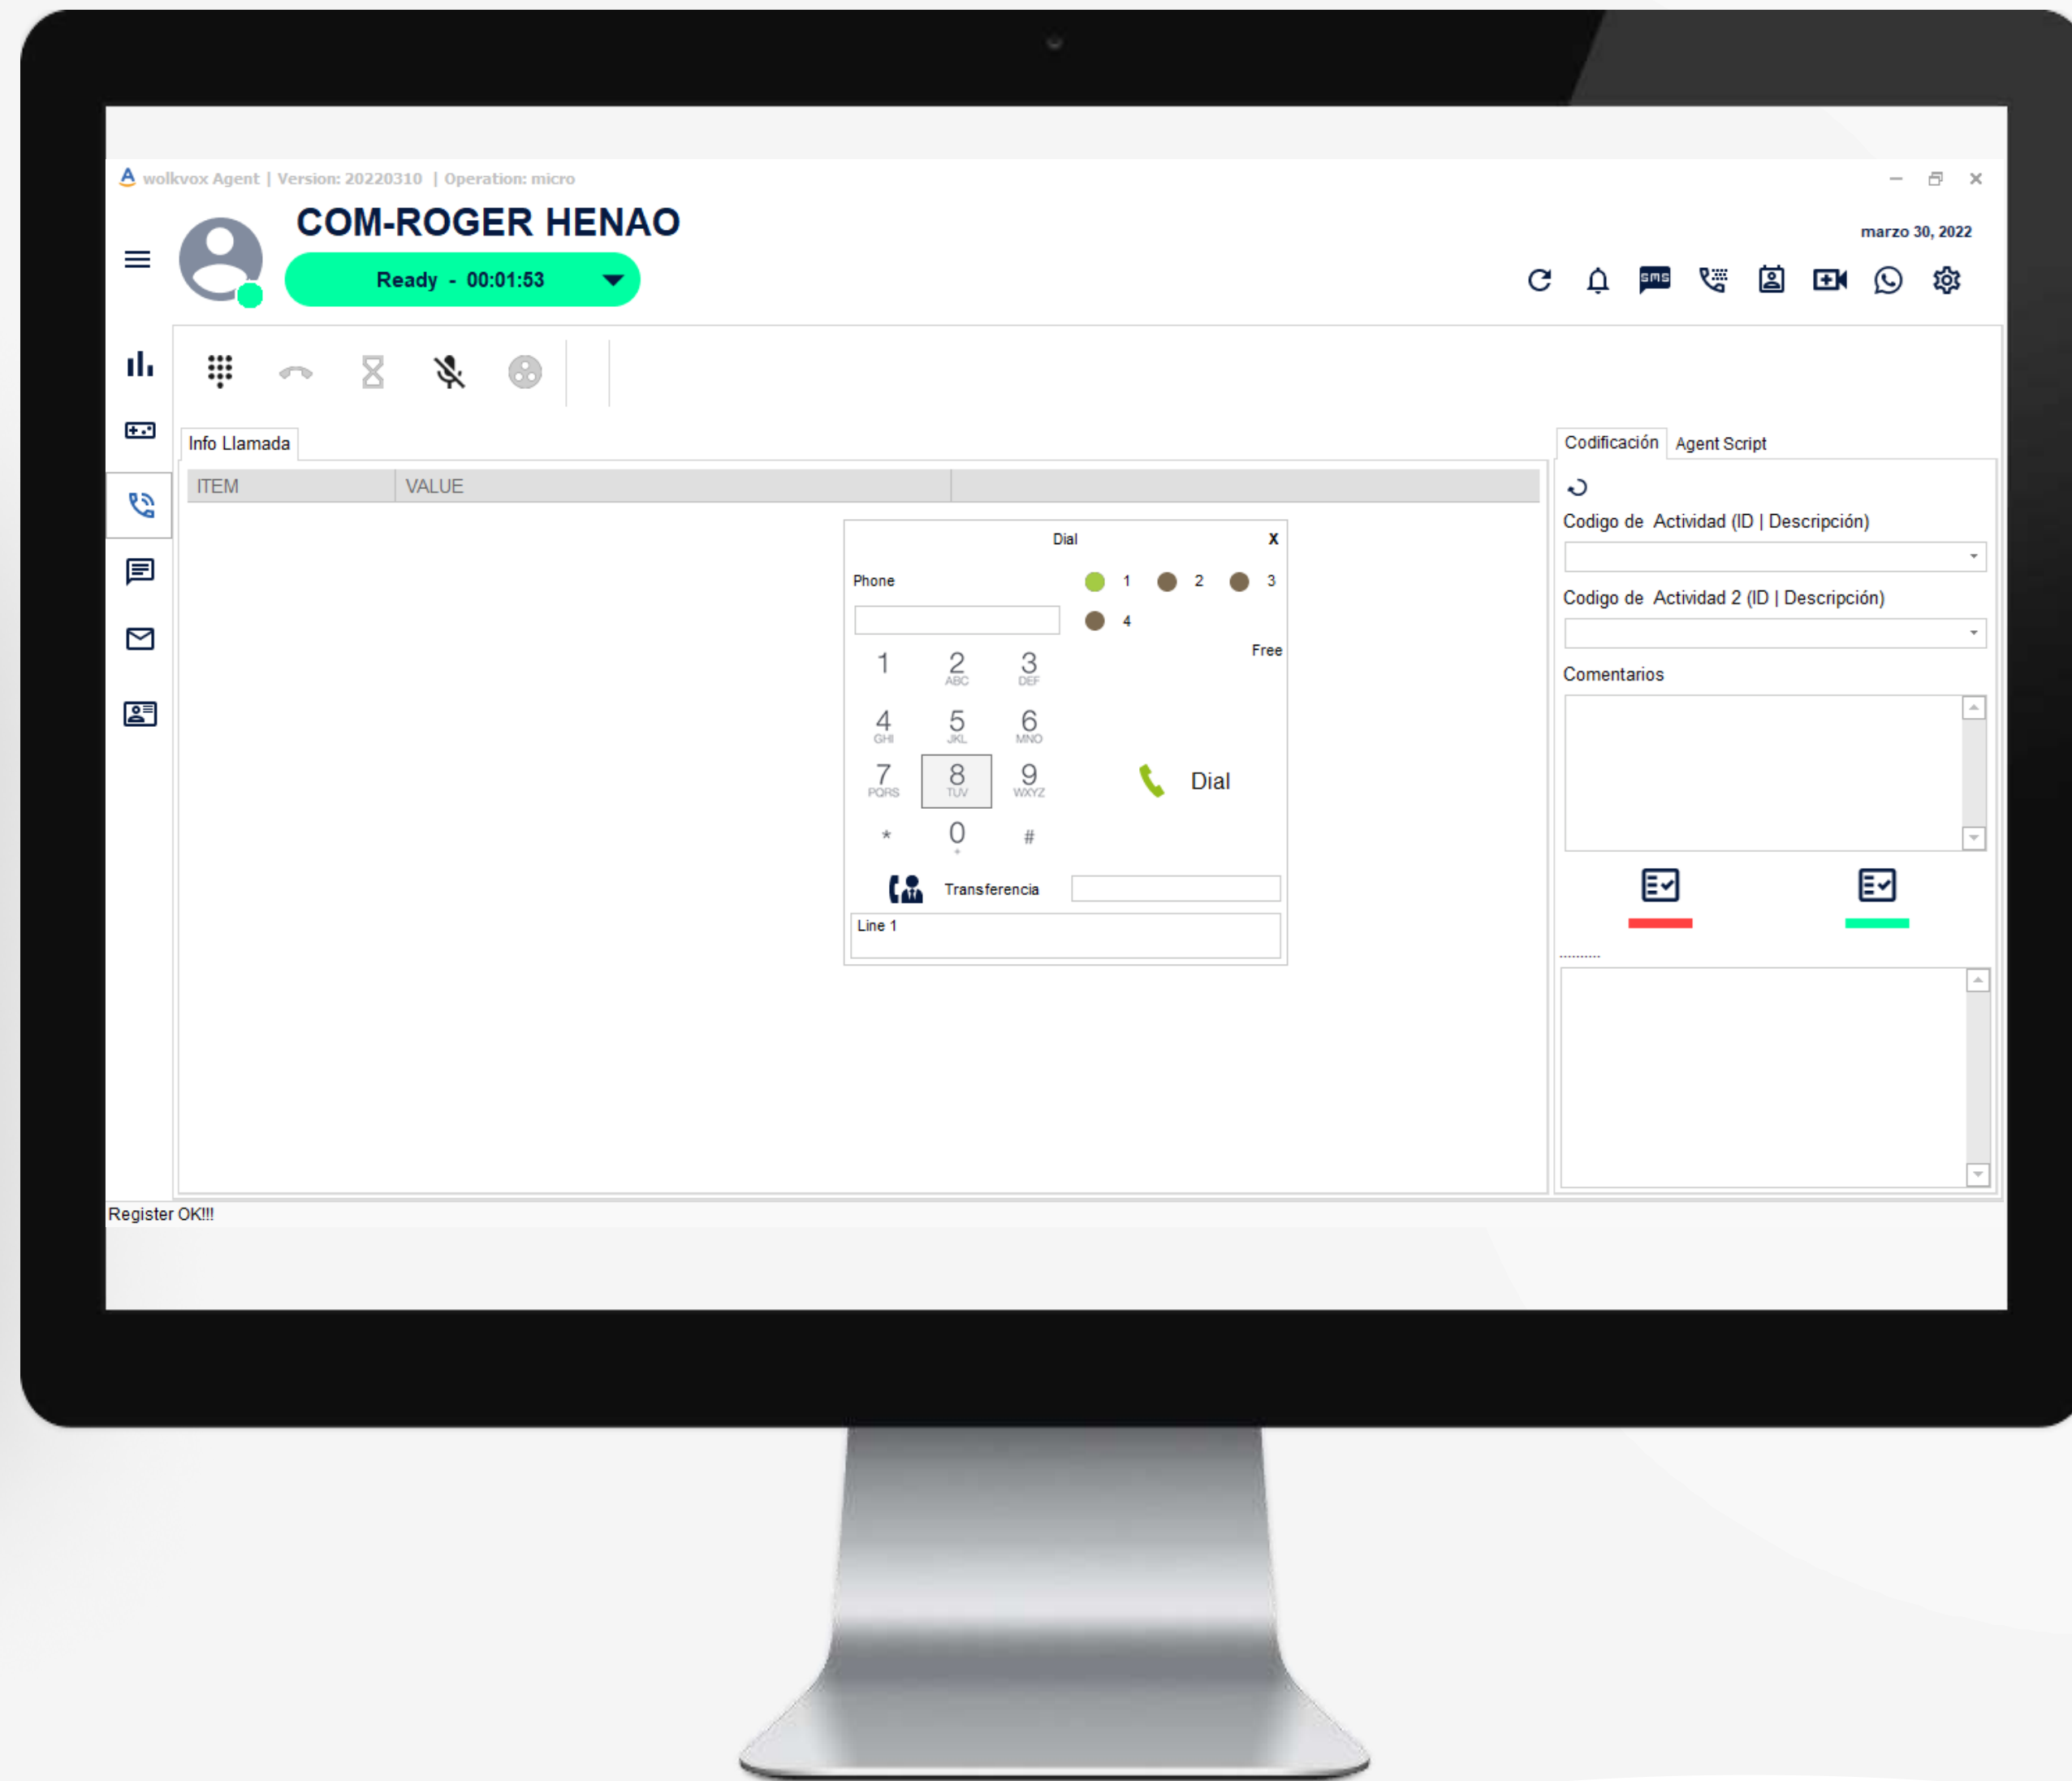 wolkvox Agent | Version: 20220310 | Operation: micro
COM-ROGER HENAO
marzo 30, 2022
Ready - 00:01:53
SMS
Info Llamada
ITEM VALUE
Dial X
Phone 1 2 3
4
Free
1 2 3
ABC DEF
4 5 6
GHI JKL MNO
7 8 9
PQRS TUV WXYZ
Dial
* 0 #
+
Transferencia
Line 1
Codificación Agent Script
Codigo de Actividad (ID | Descripción)
Codigo de Actividad 2 (ID | Descripción)
Comentarios
..........
Register OK!!!